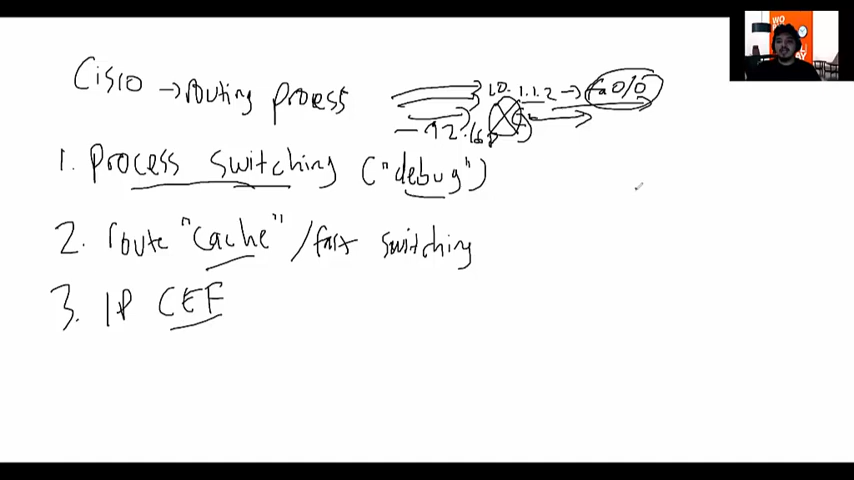 Cisco → routing process
10.1.1.2 → fa0/0
1. Process switching ("debug")
2. route "cache" / fast switching
3. IP CEF